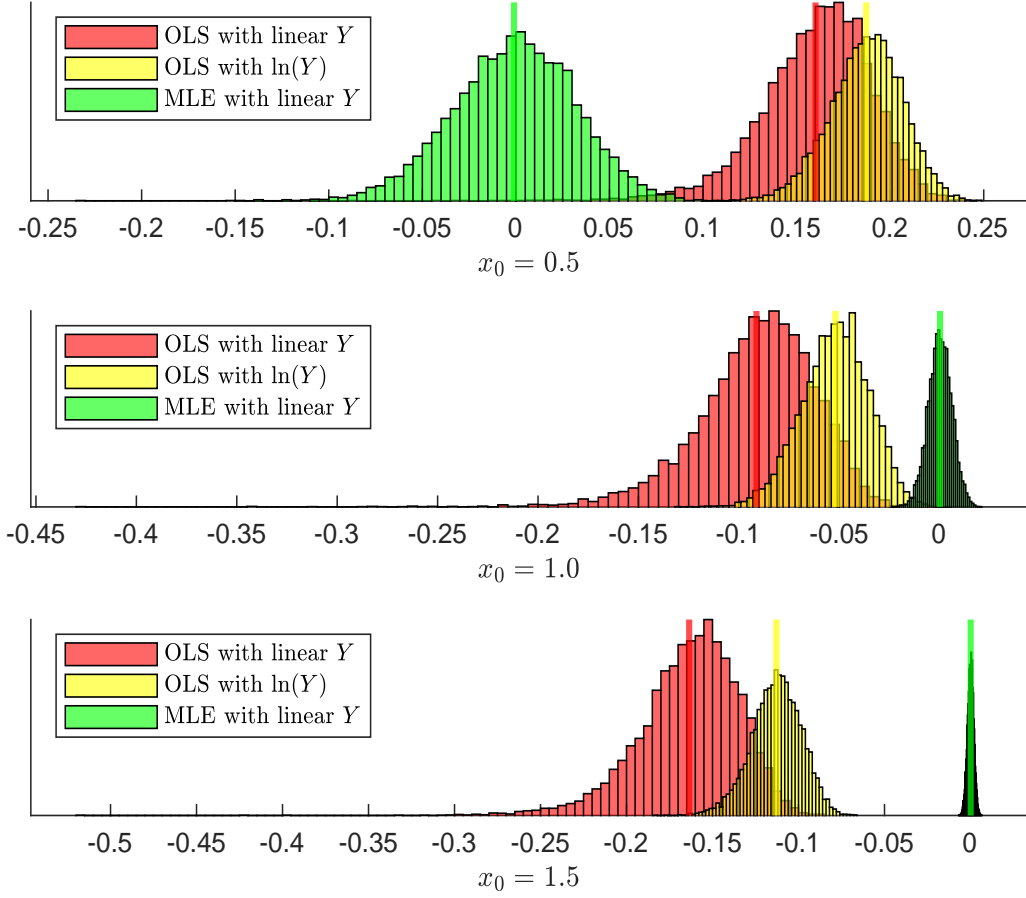 OLS with linear Y
OLS with ln(Y)
MLE with linear Y
-0.25 -0.2 -0.15 -0.1 -0.05 0 0.05 0.1 0.15 0.2 0.25
x₀ = 0.5
OLS with linear Y
OLS with ln(Y)
MLE with linear Y
-0.45 -0.4 -0.35 -0.3 -0.25 -0.2 -0.15 -0.1 -0.05 0
x₀ = 1.0
OLS with linear Y
OLS with ln(Y)
MLE with linear Y
-0.5 -0.45 -0.4 -0.35 -0.3 -0.25 -0.2 -0.15 -0.1 -0.05 0
x₀ = 1.5